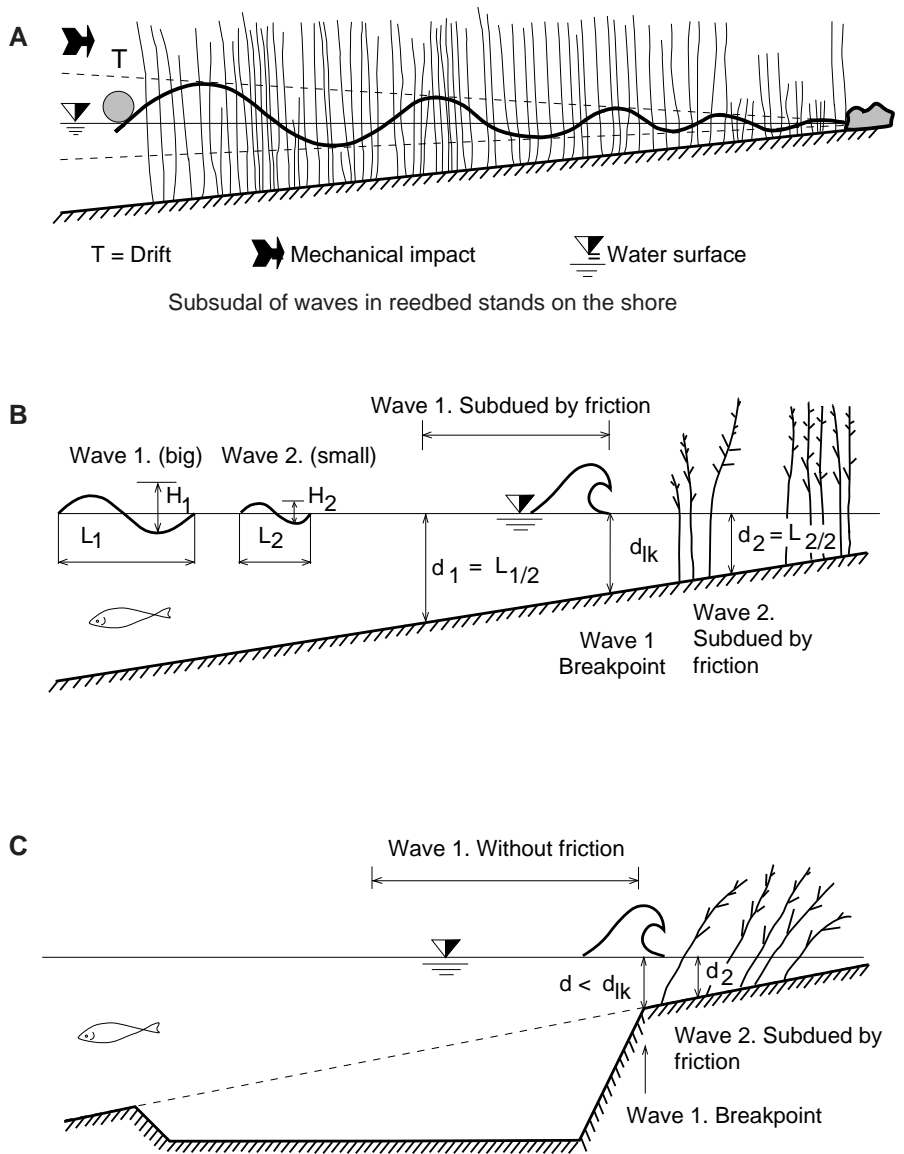 A
T
T = Drift
Mechanical impact
Water surface
Subsudal of waves in reedbed stands on the shore
B
Wave 1. Subdued by friction
Wave 1. (big)
Wave 2. (small)
H1
H2
L1
L2
d1 = L1/2
dlk
d2 = L2/2
Wave 1
Breakpoint
Wave 2.
Subdued by
friction
C
Wave 1. Without friction
d < dlk
d2
Wave 2. Subdued by
friction
Wave 1. Breakpoint